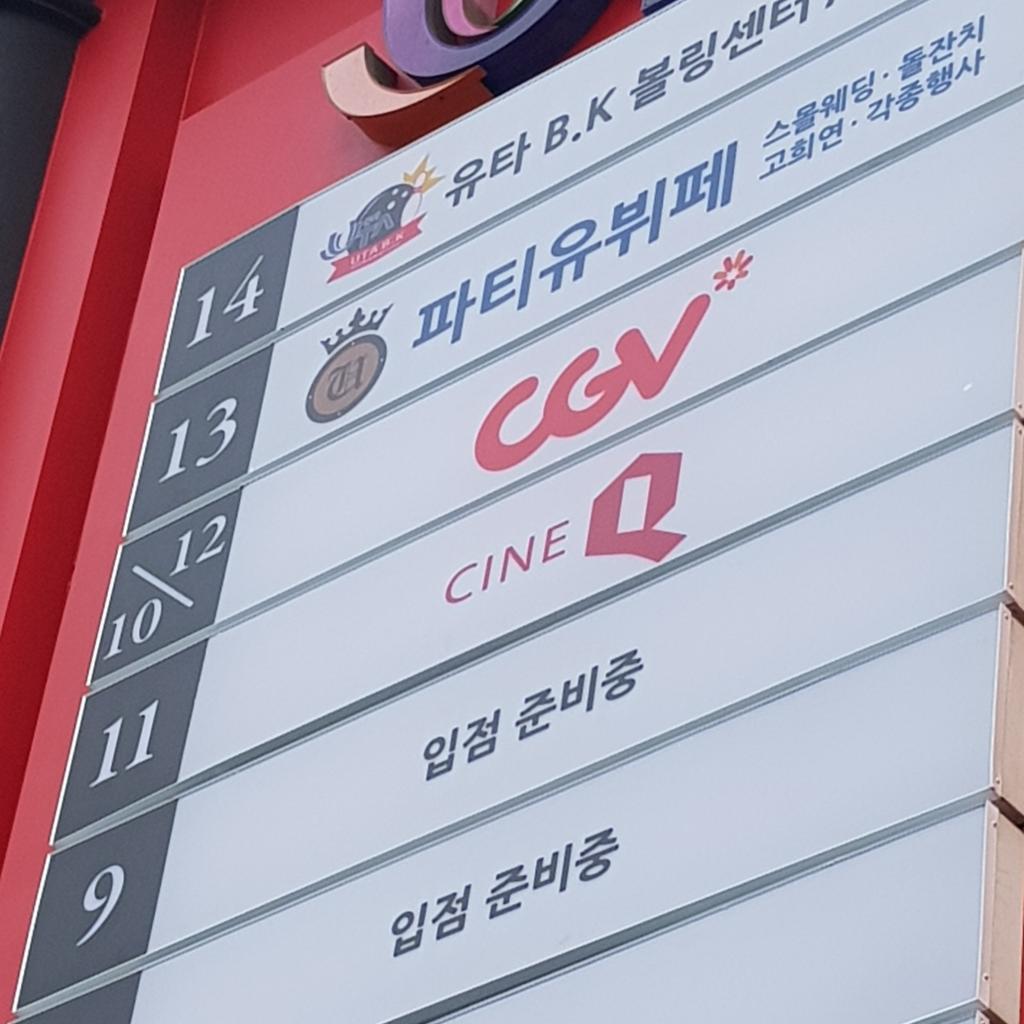 14 UTA B.K 유타 B.K 볼링센터
13 U 파티유뷔페 스몰웨딩·돌잔치
고희연·각종행사
10\12 CGV
11 CINE Q
9 입점 준비중
입점 준비중